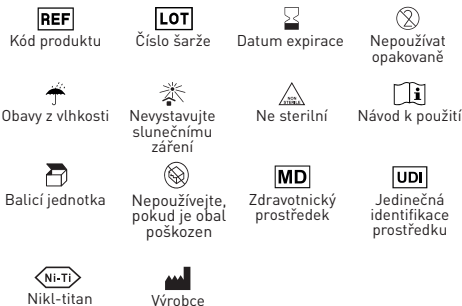 REF
LOT
2
Kód produktu
Číslo šarže
Datum expirace
Nepoužívat
opakovaně
NON
STERILE
i
Obavy z vlhkosti
Nevystavujte
slunečnímu
záření
Ne sterilní
Návod k použití
MD
UDI
Balicí jednotka
Nepoužívejte,
pokud je obal
poškozen
Zdravotnický
prostředek
Jedinečná
identifikace
prostředku
Ni-Ti
Nikl-titan
Výrobce